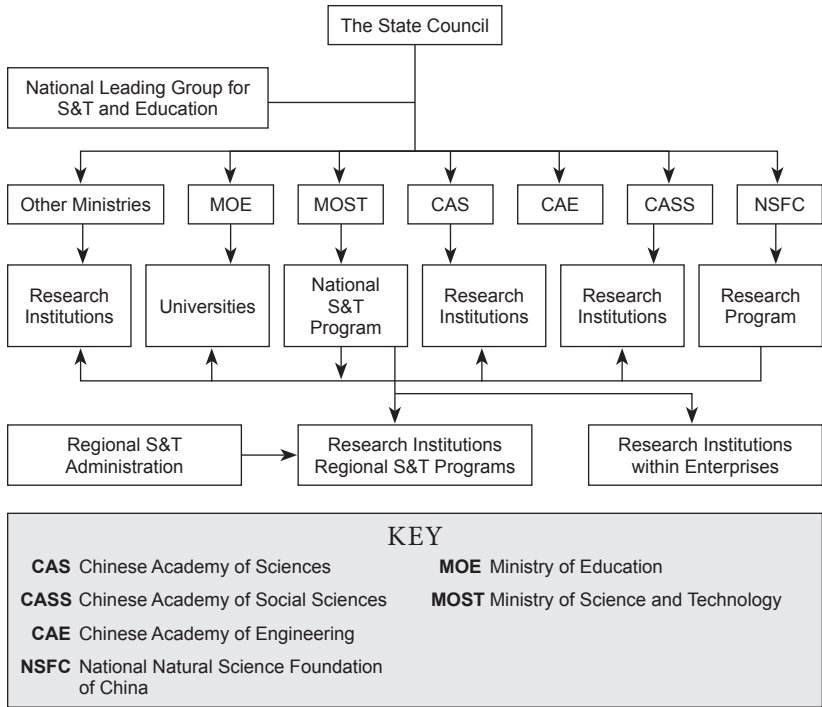 The State Council
National Leading Group for
S&T and Education
Other Ministries
MOE
MOST
CAS
CAE
CASS
NSFC
Research
Institutions
Universities
National
S&T
Program
Research
Institutions
Research
Institutions
Research
Program
Regional S&T
Administration
Research Institutions
Regional S&T Programs
Research Institutions
within Enterprises
KEY
CAS Chinese Academy of Sciences
CASS Chinese Academy of Social Sciences
CAE Chinese Academy of Engineering
NSFC National Natural Science Foundation
of China
MOE Ministry of Education
MOST Ministry of Science and Technology